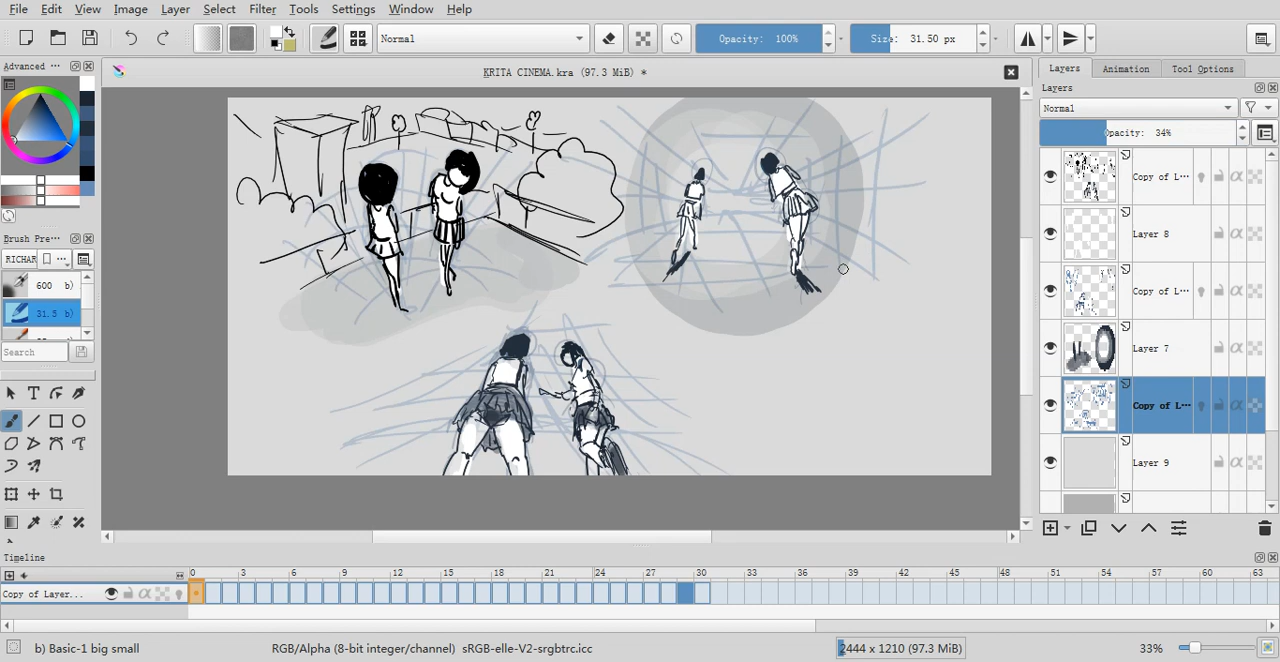 File Edit View Image Layer Select Filter Tools Settings Window Help
Normal
Opacity: 100%
Size: 31.50 px
Advanced ···
KRITA CINEMA.kra (97.3 MiB) *
Layers Animation Tool Options
Layers
Normal
Opacity: 34%
Copy of L···
Layer 8
Copy of L···
Layer 7
Copy of L···
Layer 9
Brush Pre···
RICHAR
600 b)
31.5 b)
Search
Timeline
0 3 6 9 12 15 18 21 24 27 30 33 36 39 42 45 48 51 54 57 60 63
Copy of Layer...
b) Basic-1 big small
RGB/Alpha (8-bit integer/channel) sRGB-elle-V2-srgbtrc.icc
2444 x 1210 (97.3 MiB)
33%